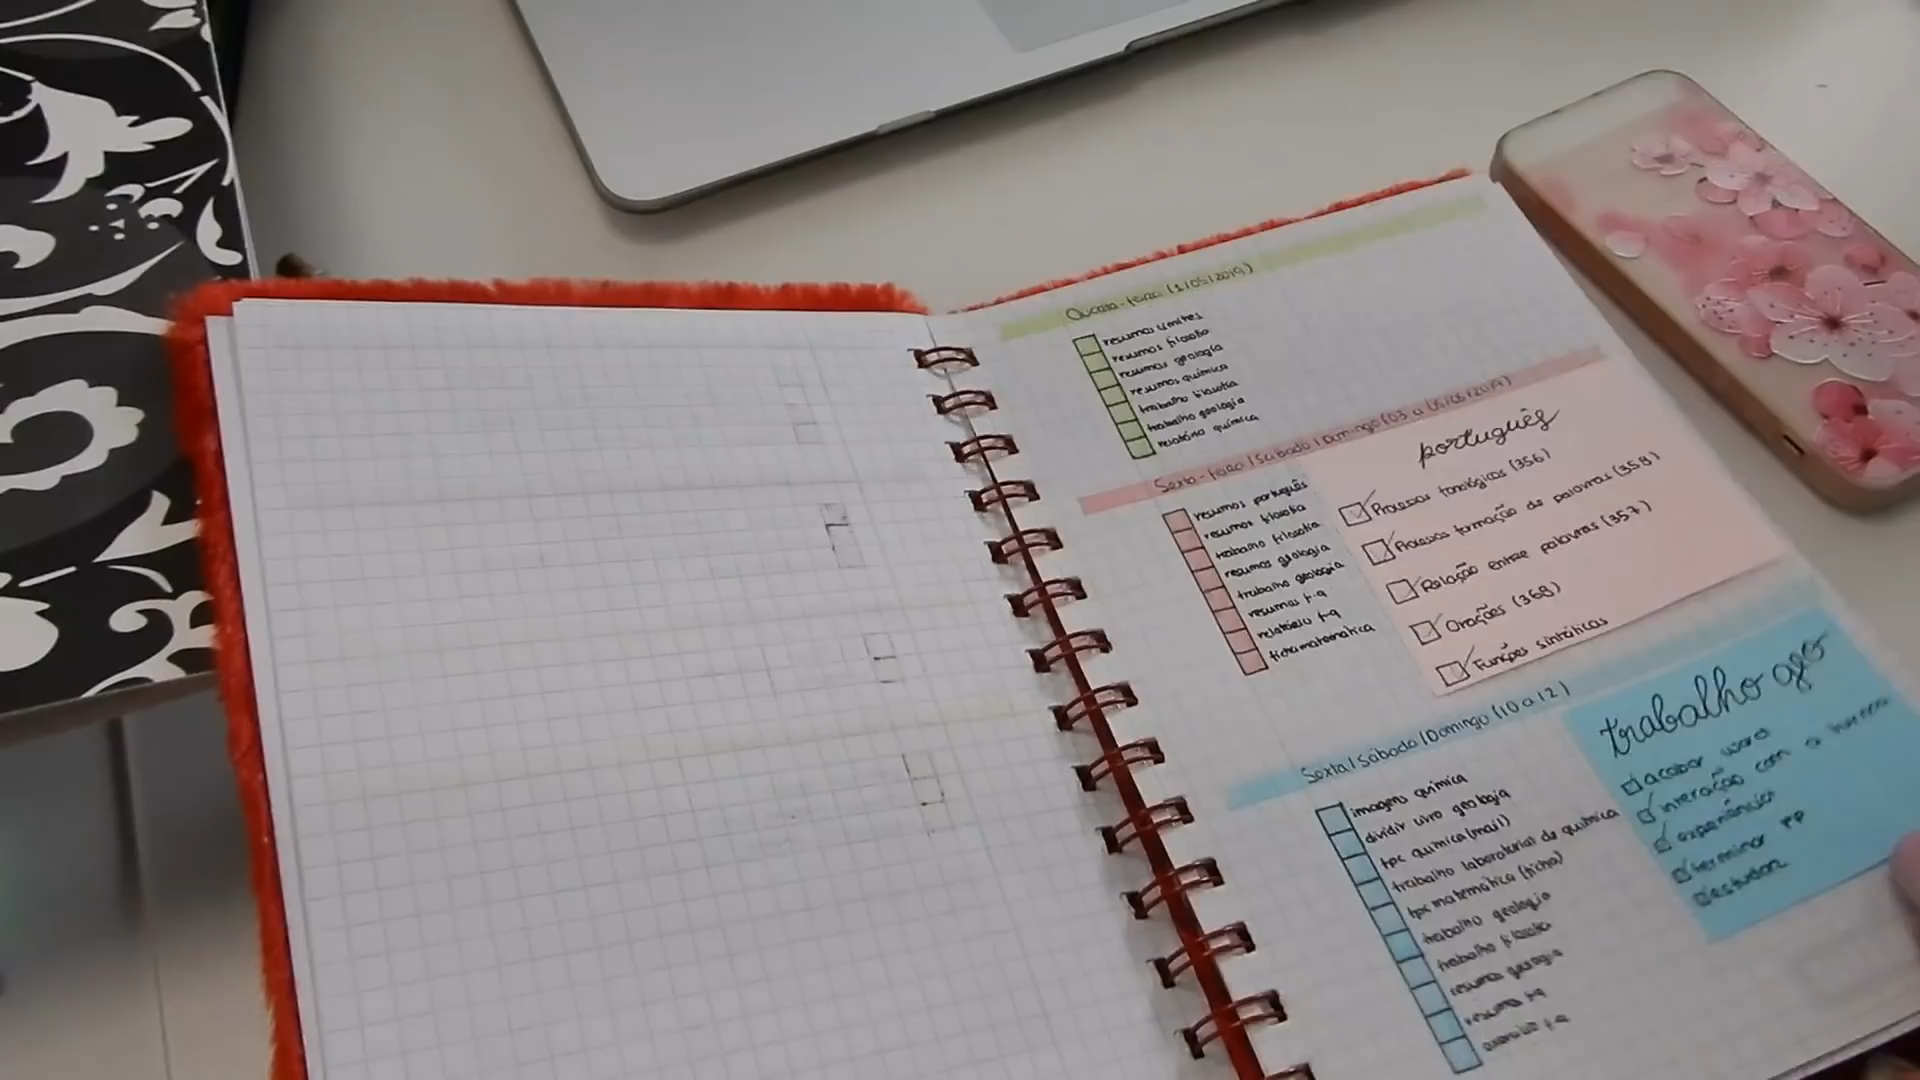 Quarta-feira (1/05/2019)
resumos limites
resumos filosofia
resumos geologia
resumos química
trabalho filosofia
trabalho geologia
relatório química
Sexta-feira/Sábado/Domingo (03 a 05/05/2019)
resumos português
resumos filosofia
trabalho filosofia
resumos geologia
trabalho geologia
resumos f-q
relatório f-q
ficha matemática
português
Processos fonológicos (356)
Processos formação de palavras (358)
Relação entre palavras (357)
Orações (368)
Funções sintáticas
Sexta/Sábado/Domingo (10 a 12)
imagens química
dividir livro geologia
tpc química (mail)
trabalho laboratorial de química
tpc matemática (ficha)
trabalho geologia
trabalho filosofia
resumos geologia
resumos f-q
f-q
trabalho geo
acabar word
interação com a
experiência
terminar PP
estudar